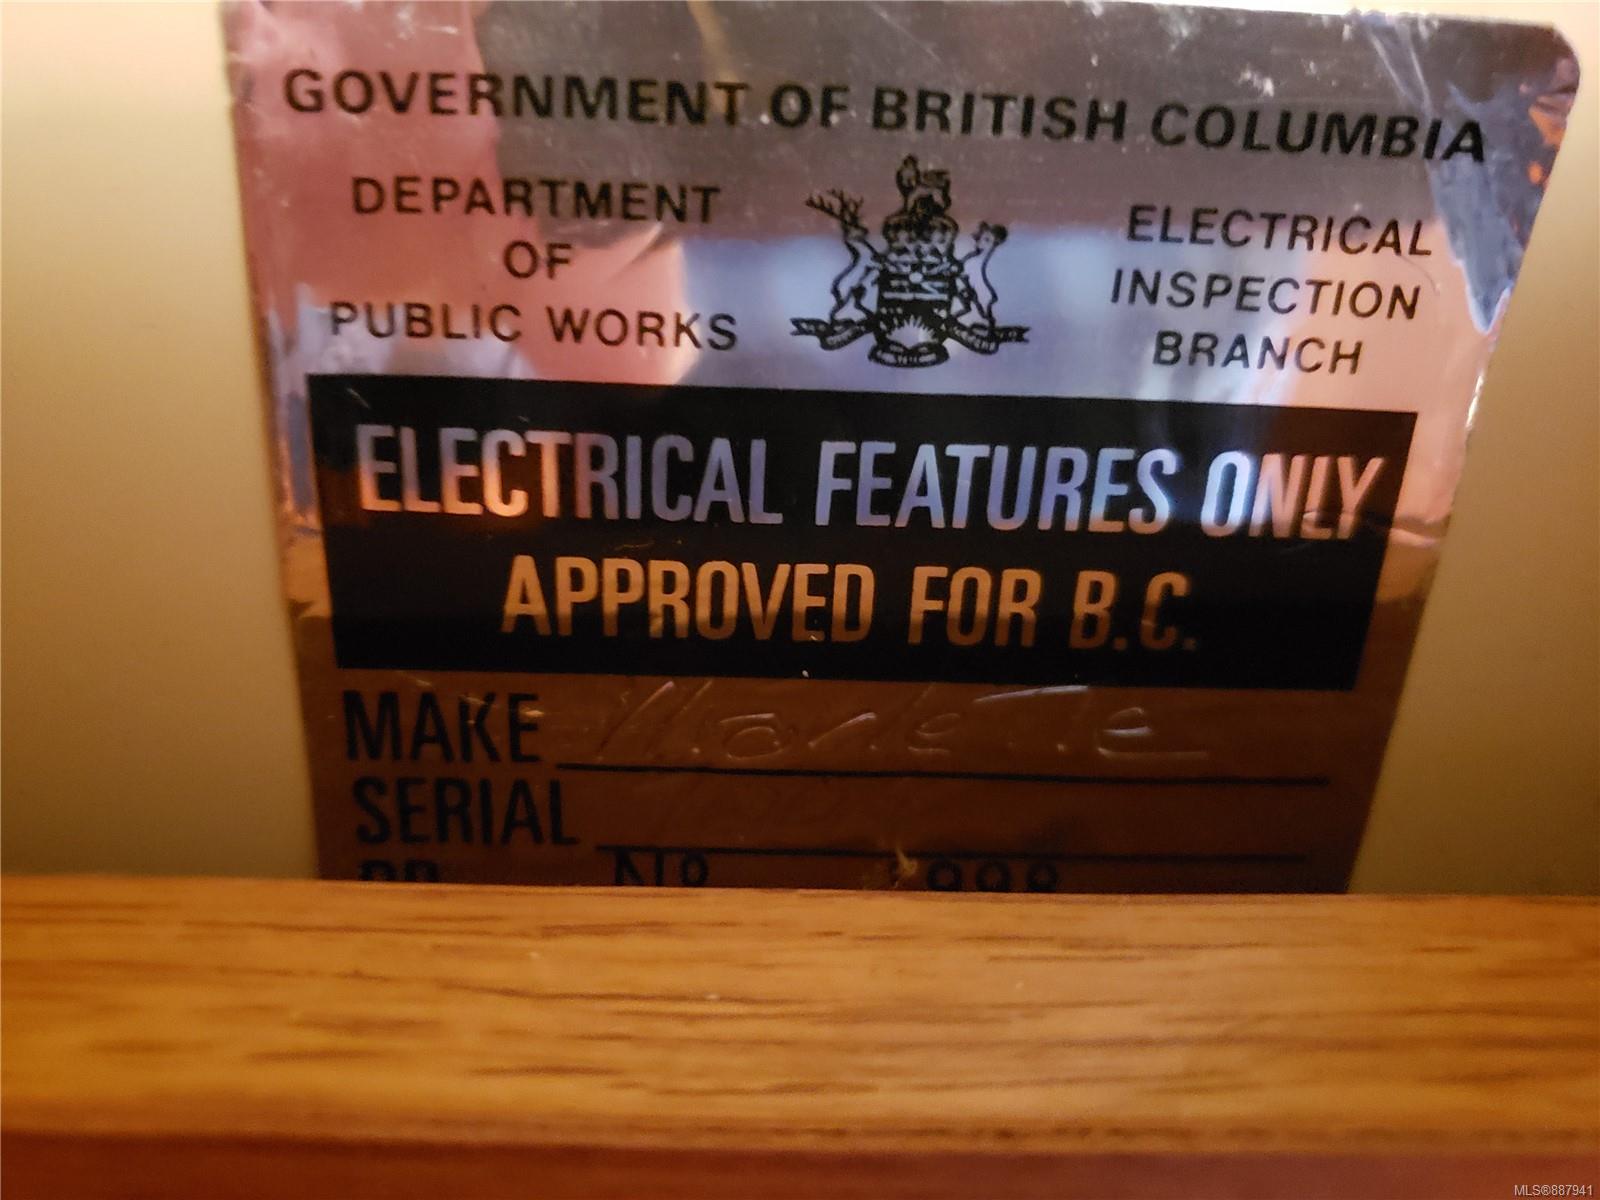 GOVERNMENT OF BRITISH COLUMBIA
DEPARTMENT
OF
PUBLIC WORKS
ELECTRICAL
INSPECTION
BRANCH
ELECTRICAL FEATURES ONLY
APPROVED FOR B.C.
MAKE Marlette
SERIAL
MLS®887941